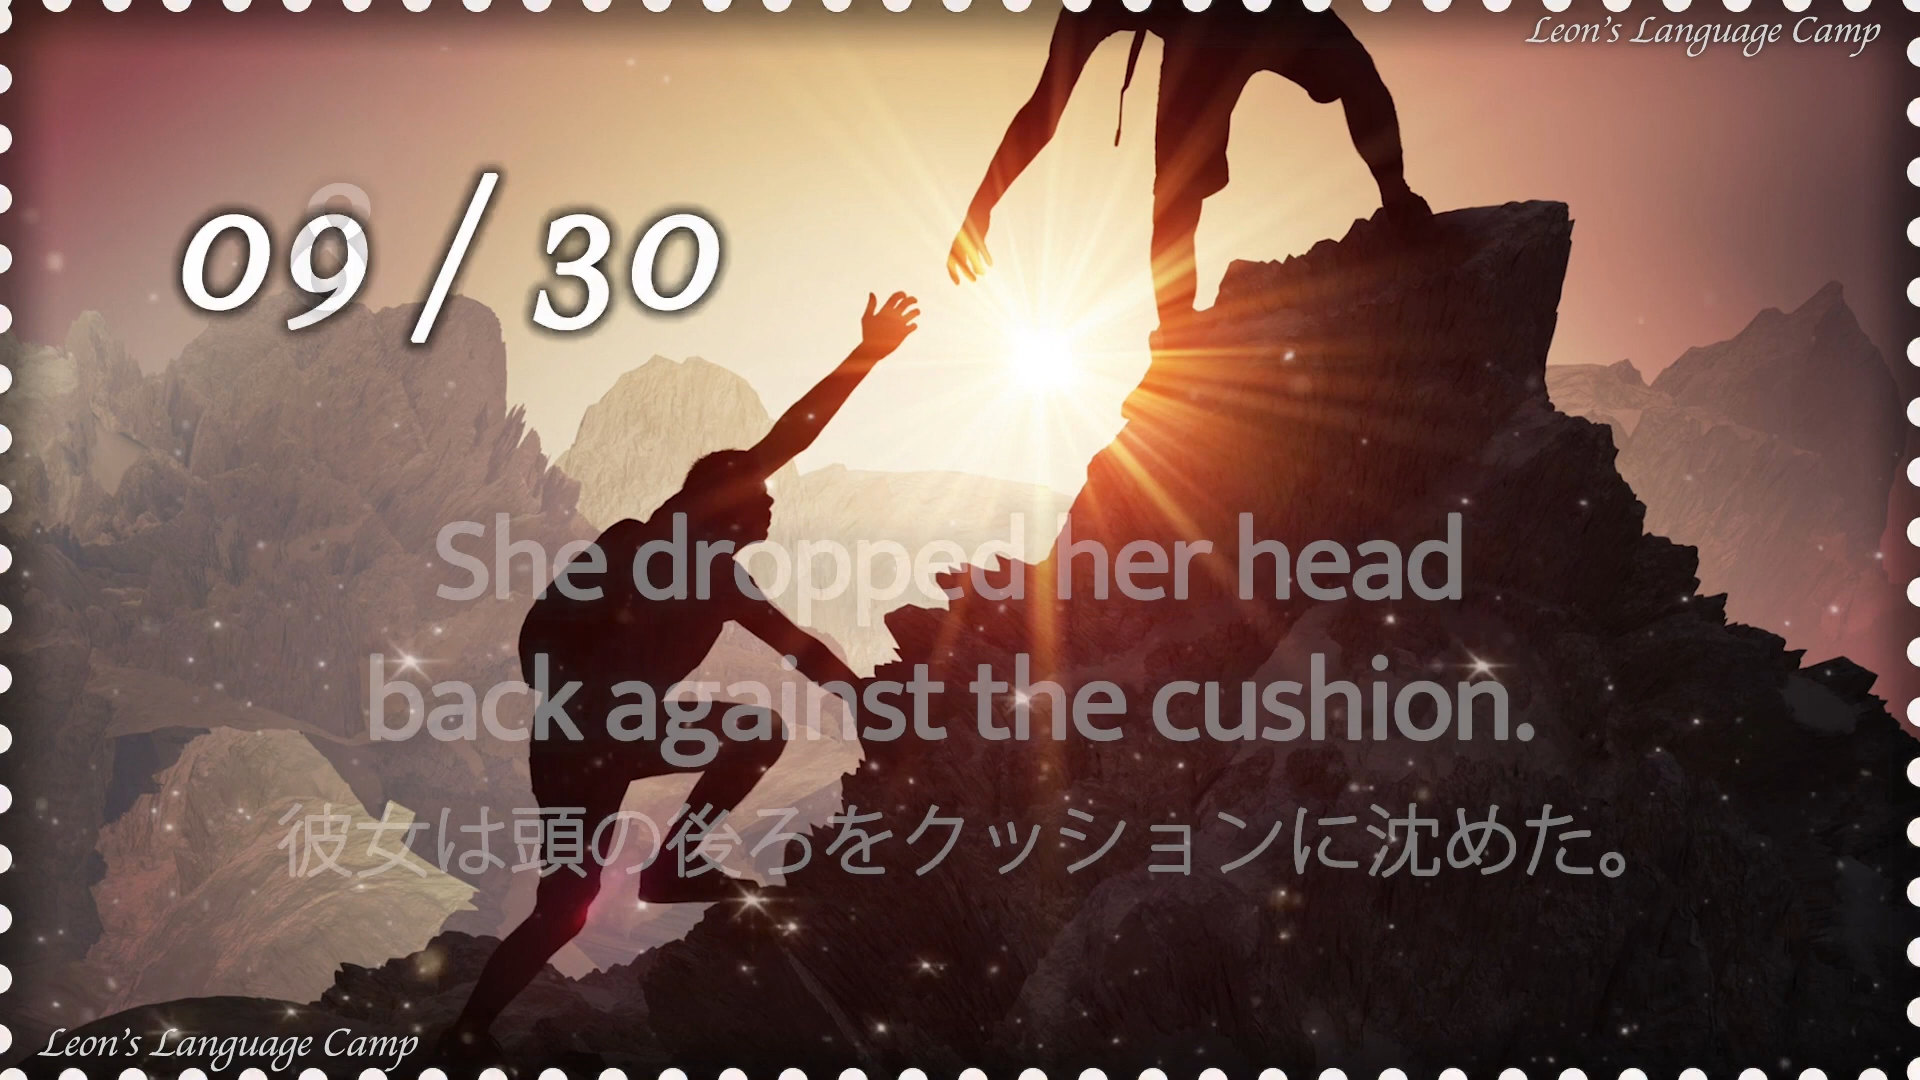 Leon's Language Camp
09 / 30
She dropped her head
back against the cushion.
彼女は頭の後ろをクッションに沈めた。
Leon's Language Camp